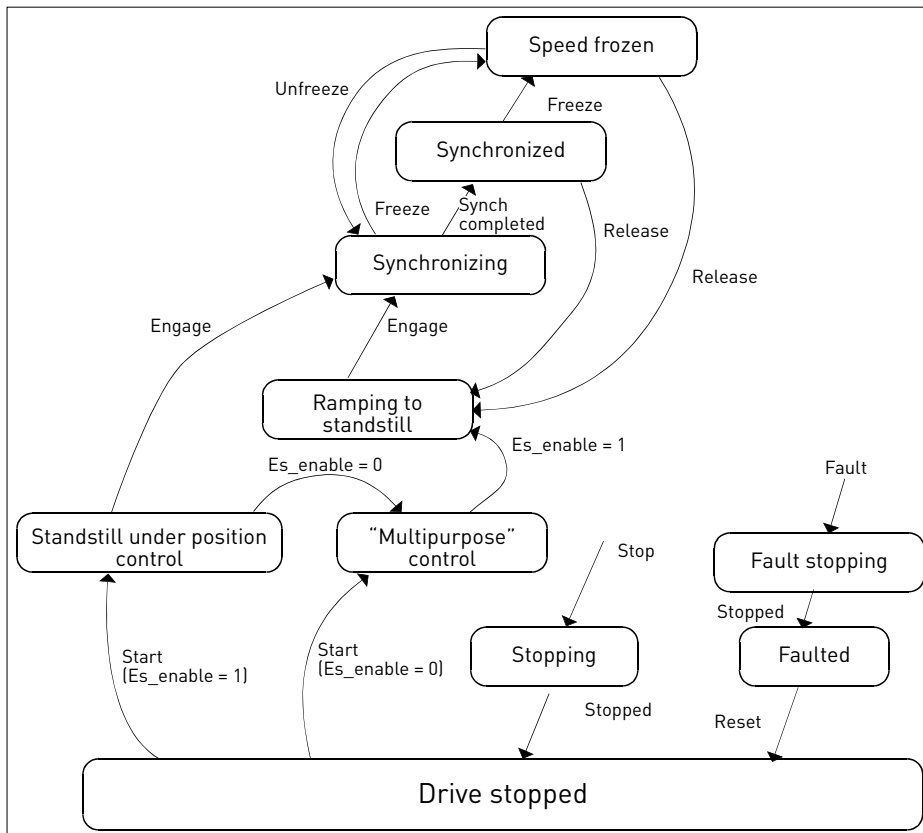 Speed frozen
Unfreeze
Freeze
Synchronized
Freeze
Synch
completed
Release
Synchronizing
Release
Engage
Engage
Ramping to
standstill
Es_enable = 1
Es_enable = 0
Fault
Standstill under position
control
“Multipurpose”
control
Stop
Fault stopping
Stopped
Start
(Es_enable = 1)
Start
(Es_enable = 0)
Stopping
Faulted
Stopped
Reset
Drive stopped